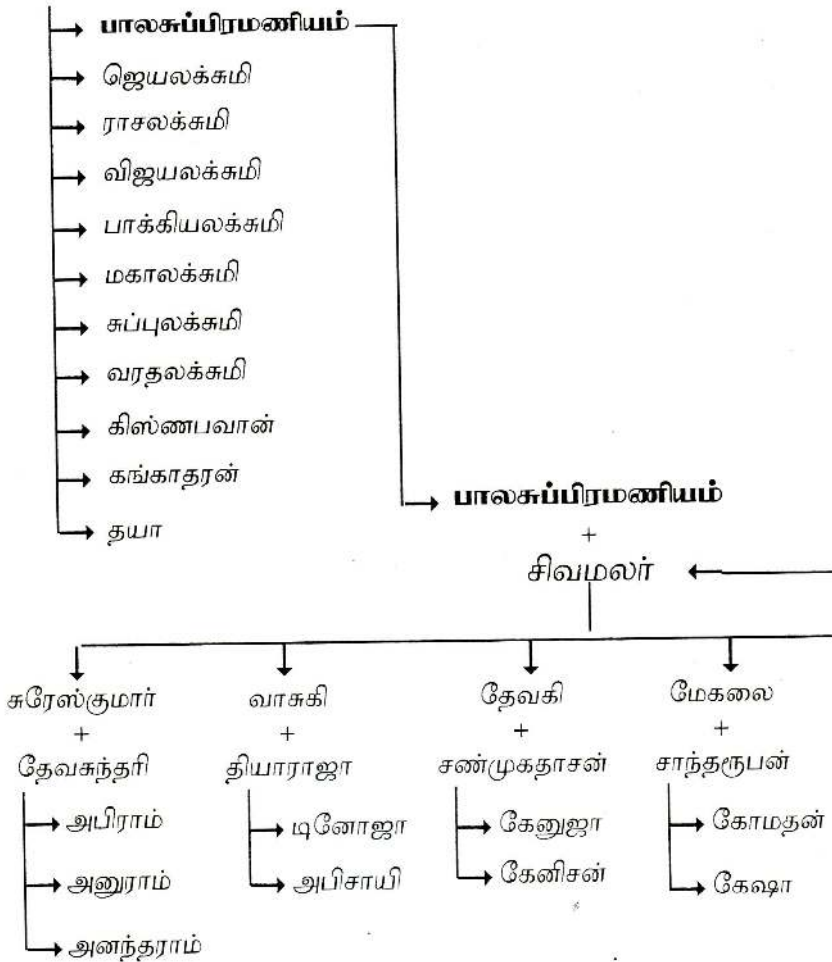 பாலசுப்பிரமணியம்
ஜெயலக்சுமி
ராசலக்சுமி
விஜயலக்சுமி
பாக்கியலக்சுமி
மகாலக்சுமி
சுப்புலக்சுமி
வரதலக்சுமி
கிஸ்ணபவான்
கங்காதரன்
தயா
பாலசுப்பிரமணியம்
+
சிவமலர்
சுரேஸ்குமார் வாசுகி தேவகி மேகலை
+ + + +
தேவசுந்தரி தியாராஜா சண்முகதாசன் சாந்தரூபன்
அபிராம் டினோஜா கேனுஜா கோமதன்
அனுராம் அபிசாயி கேனிசன் கேஷா
அனந்தராம்